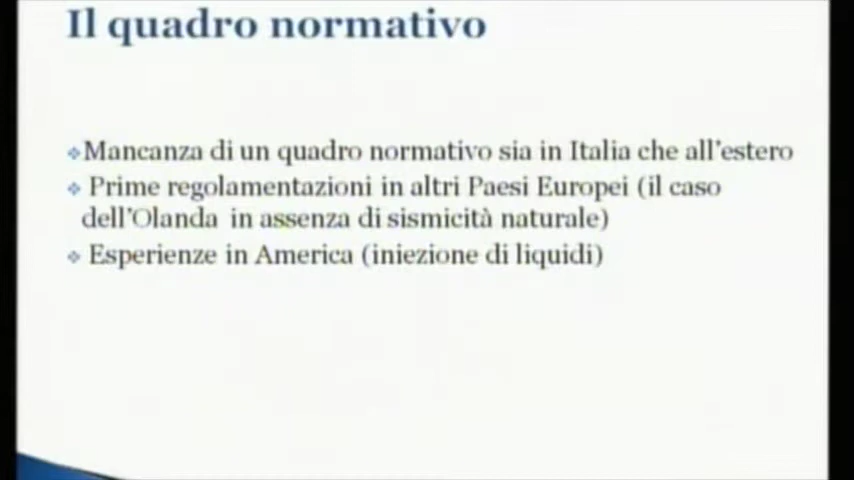 Il quadro normativo
Mancanza di un quadro normativo sia in Italia che all'estero
Prime regolamentazioni in altri Paesi Europei (il caso
dell'Olanda in assenza di sismicità naturale)
Esperienze in America (iniezione di liquidi)